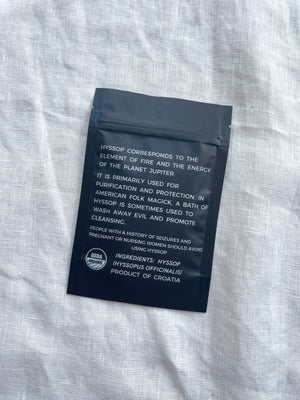 HYSSOP CORRESPONDS TO THE
ELEMENT OF FIRE AND THE ENERGY
OF THE PLANET JUPITER.
IT IS PRIMARILY USED FOR
PURIFICATION AND PROTECTION. IN
AMERICAN FOLK MAGICK, A BATH OF
HYSSOP IS SOMETIMES USED TO
WASH AWAY EVIL AND PROMOTE
CLEANSING.
PEOPLE WITH A HISTORY OF SEIZURES AND
PREGNANT OR NURSING WOMEN SHOULD AVOID
USING HYSSOP
USDA
ORGANIC
INGREDIENTS: HYSSOP
(HYSSOPUS OFFICINALIS)
PRODUCT OF CROATIA